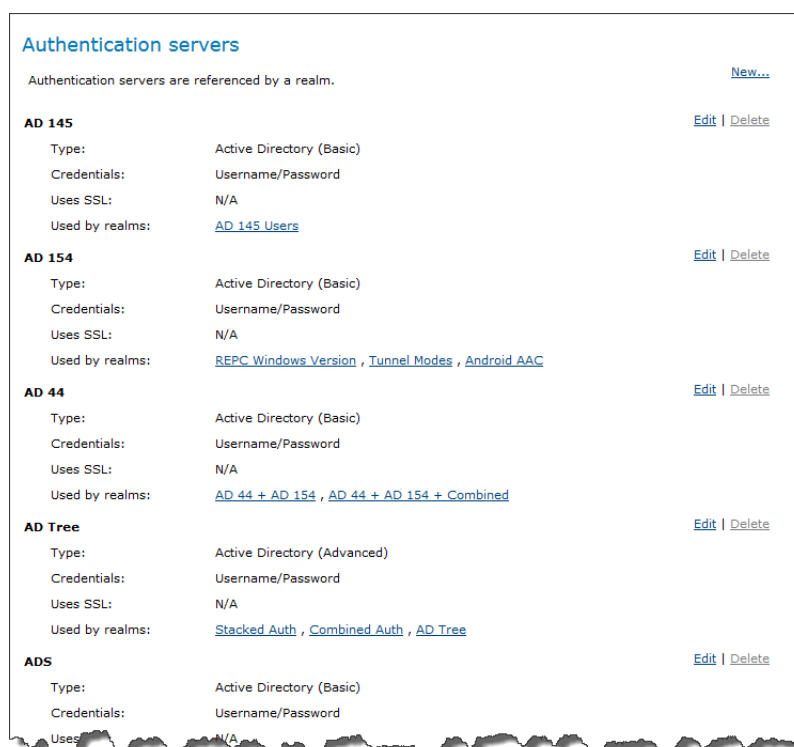 Authentication servers
Authentication servers are referenced by a realm. New...
AD 145 Edit | Delete
Type: Active Directory (Basic)
Credentials: Username/Password
Uses SSL: N/A
Used by realms: AD 145 Users
AD 154 Edit | Delete
Type: Active Directory (Basic)
Credentials: Username/Password
Uses SSL: N/A
Used by realms: REPC Windows Version , Tunnel Modes , Android AAC
AD 44 Edit | Delete
Type: Active Directory (Basic)
Credentials: Username/Password
Uses SSL: N/A
Used by realms: AD 44 + AD 154 , AD 44 + AD 154 + Combined
AD Tree Edit | Delete
Type: Active Directory (Advanced)
Credentials: Username/Password
Uses SSL: N/A
Used by realms: Stacked Auth , Combined Auth , AD Tree
ADS Edit | Delete
Type: Active Directory (Basic)
Credentials: Username/Password
Uses N/A